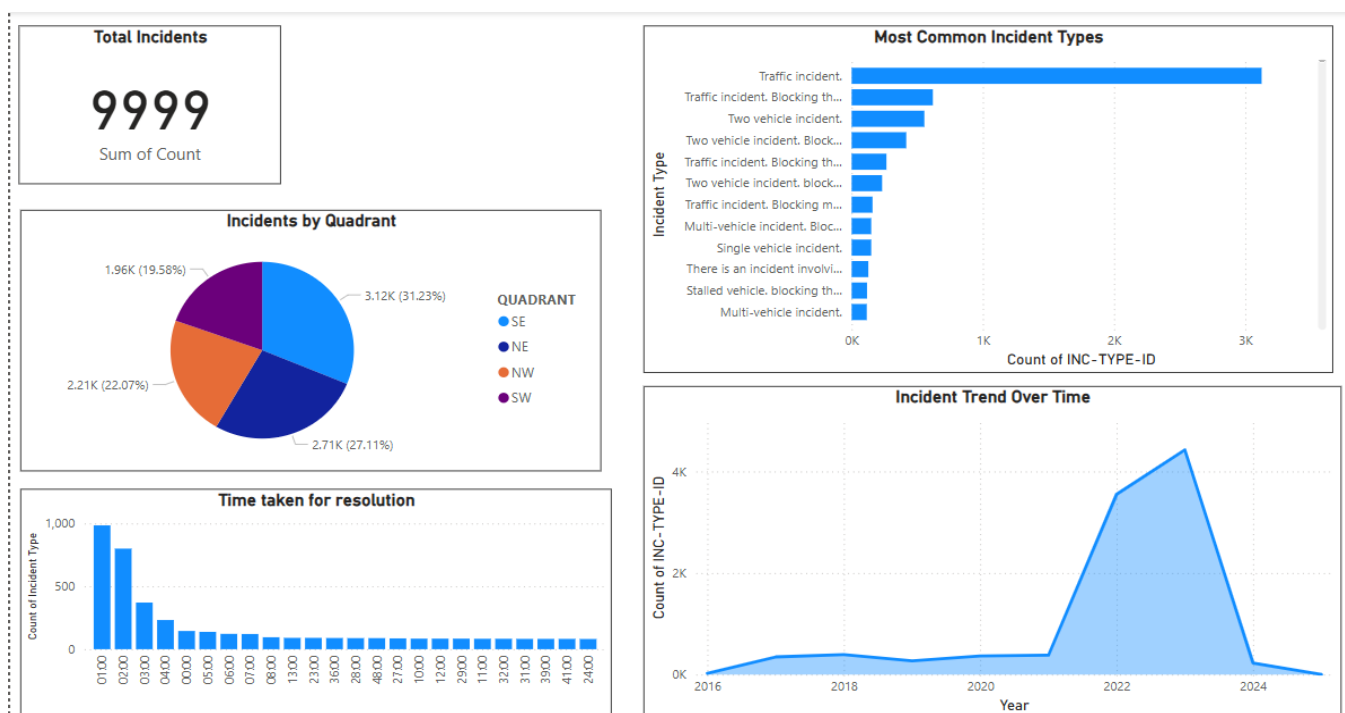 Total Incidents
9999
Sum of Count
Incidents by Quadrant
1.96K (19.58%)
3.12K (31.23%)
2.21K (22.07%)
2.71K (27.11%)
QUADRANT
SE
NE
NW
SW
Time taken for resolution
Count of Incident Type
1,000
500
0
01:00
02:00
03:00
04:00
00:00
05:00
06:00
07:00
08:00
13:00
23:00
36:00
28:00
48:00
27:00
10:00
12:00
29:00
11:00
32:00
31:00
39:00
41:00
24:00
Most Common Incident Types
Incident Type
Traffic incident.
Traffic incident. Blocking th...
Two vehicle incident.
Two vehicle incident. Block...
Traffic incident. Blocking th...
Two vehicle incident. block...
Traffic incident. Blocking m...
Multi-vehicle incident. Bloc...
Single vehicle incident.
There is an incident involvi...
Stalled vehicle. blocking th...
Multi-vehicle incident.
0K
1K
2K
3K
Count of INC-TYPE-ID
Incident Trend Over Time
Count of INC-TYPE-ID
4K
2K
0K
2016
2018
2020
2022
2024
Year